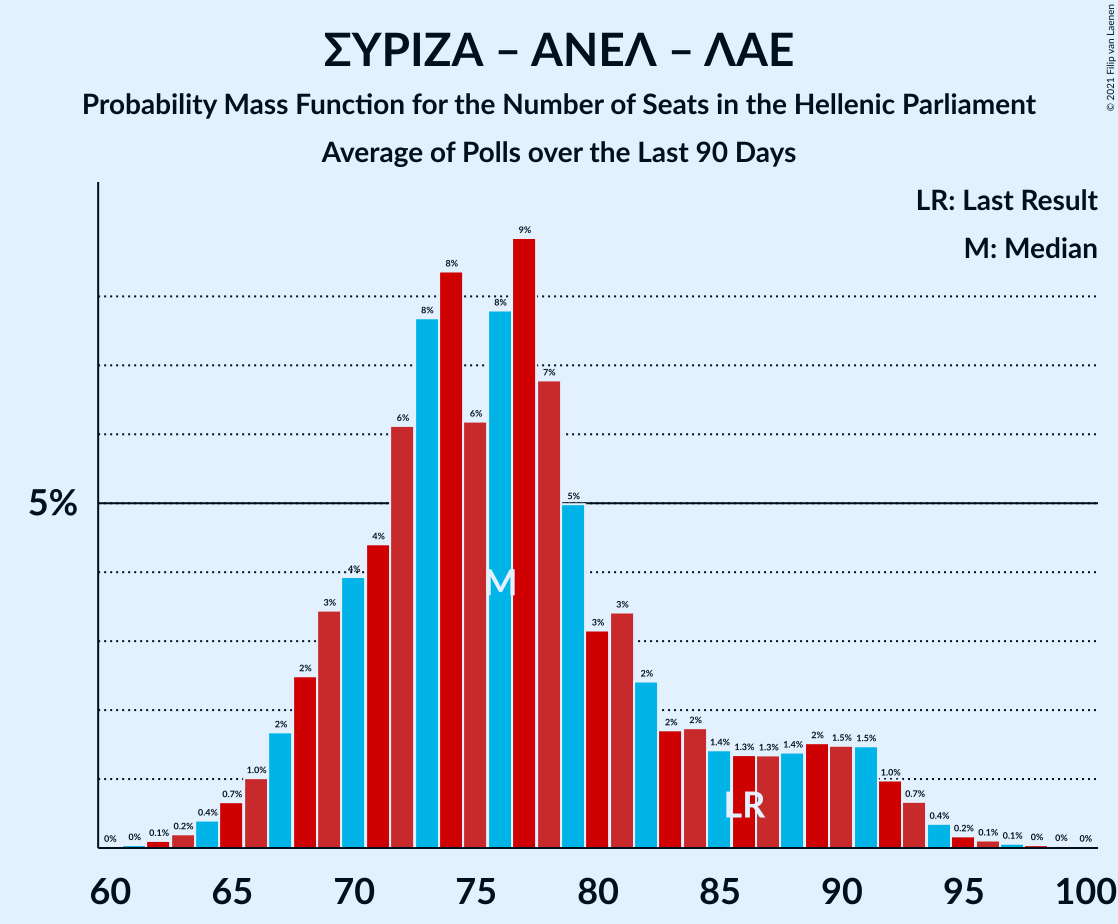 ΣΥΡΙΖΑ – ΑΝΕΛ – ΛΑΕ
Probability Mass Function for the Number of Seats in the Hellenic Parliament
Average of Polls over the Last 90 Days
© 2021 Filip van Laenen
LR: Last Result
M: Median
5%
0% 0% 0.1% 0.2% 0.4% 0.7% 1.0% 2% 2% 3% 4% 4% 6% 8% 8% 6% 8% 9% 7% 5% 3% 3% 2% 2% 2% 1.4% 1.3% 1.3% 1.4% 2% 1.5% 1.5% 1.0% 0.7% 0.4% 0.2% 0.1% 0.1% 0% 0% 0%
M
LR
60 65 70 75 80 85 90 95 100